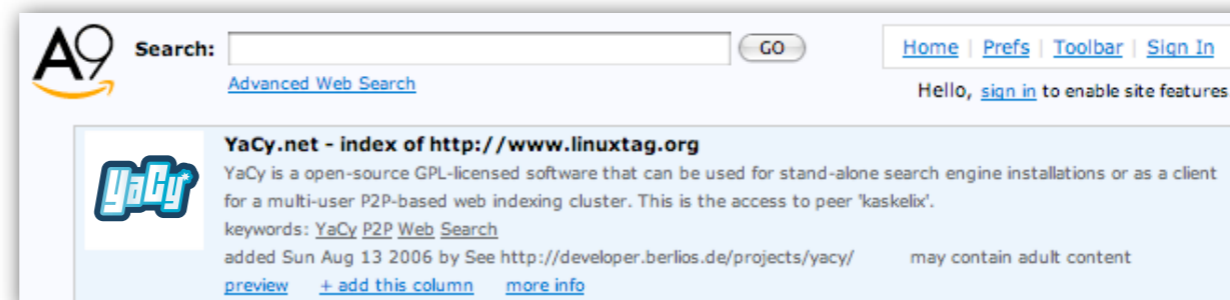 A9 Search: GO Home | Prefs | Toolbar | Sign In
Advanced Web Search
Hello, sign in to enable site features
YaCy YaCy.net - index of http://www.linuxtag.org
YaCy is a open-source GPL-licensed software that can be used for stand-alone search engine installations or as a client
for a multi-user P2P-based web indexing cluster. This is the access to peer 'kaskelix'.
keywords: YaCy P2P Web Search
added Sun Aug 13 2006 by See http://developer.berlios.de/projects/yacy/ may contain adult content
preview + add this column more info